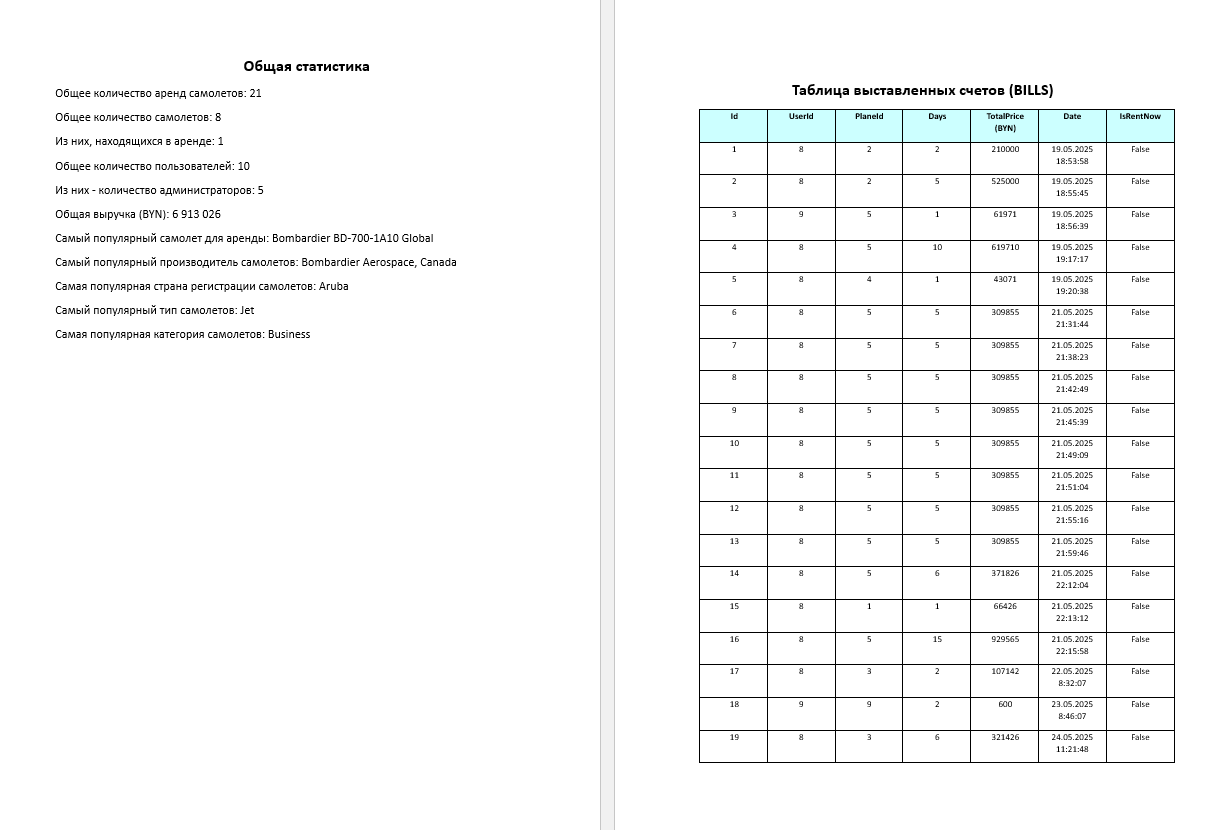 Общая статистика
Общее количество аренд самолетов: 21
Общее количество самолетов: 8
Из них, находящихся в аренде: 1
Общее количество пользователей: 10
Из них - количество администраторов: 5
Общая выручка (BYN): 6 913 026
Самый популярный самолет для аренды: Bombardier BD-700-1A10 Global
Самый популярный производитель самолетов: Bombardier Aerospace, Canada
Самая популярная страна регистрации самолетов: Aruba
Самый популярный тип самолетов: Jet
Самая популярная категория самолетов: Business
Таблица выставленных счетов (BILLS)
Id UserId PlaneId Days TotalPrice Date IsRentNow
(BYN)
1 8 2 2 210000 19.05.2025 False
18:53:58
2 8 2 5 525000 19.05.2025 False
18:55:45
3 9 5 1 61971 19.05.2025 False
18:56:39
4 8 5 10 619710 19.05.2025 False
19:17:17
5 8 4 1 43071 19.05.2025 False
19:20:38
6 8 5 5 309855 21.05.2025 False
21:31:44
7 8 5 5 309855 21.05.2025 False
21:38:23
8 8 5 5 309855 21.05.2025 False
21:42:49
9 8 5 5 309855 21.05.2025 False
21:45:39
10 8 5 5 309855 21.05.2025 False
21:49:09
11 8 5 5 309855 21.05.2025 False
21:51:04
12 8 5 5 309855 21.05.2025 False
21:55:16
13 8 5 5 309855 21.05.2025 False
21:59:46
14 8 5 6 371826 21.05.2025 False
22:12:04
15 8 1 1 66426 21.05.2025 False
22:13:12
16 8 5 15 929565 21.05.2025 False
22:15:58
17 8 3 2 107142 22.05.2025 False
8:32:07
18 9 9 2 600 23.05.2025 False
8:46:07
19 8 3 6 321426 24.05.2025 False
11:21:48